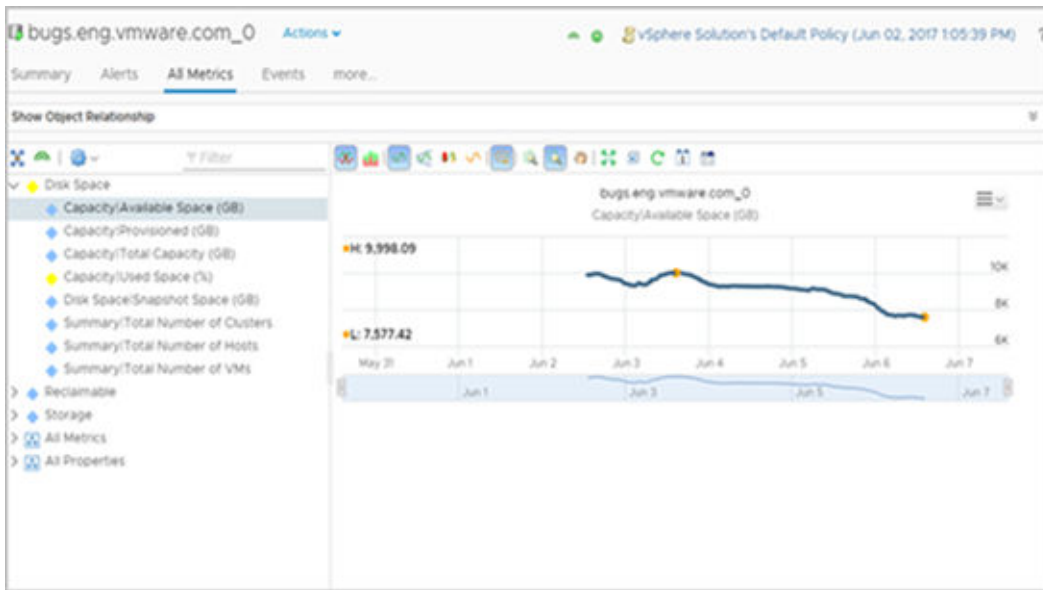 bugs.eng.vmware.com_0 Actions vSphere Solution's Default Policy (Jun 02, 2017 1:05:39 PM) ?
Summary Alerts All Metrics Events more...
Show Object Relationship
Filter
Disk Space
Capacity|Available Space (GB)
Capacity|Provisioned (GB)
Capacity|Total Capacity (GB)
Capacity|Used Space (%)
Disk Space|Snapshot Space (GB)
Summary|Total Number of Clusters
Summary|Total Number of Hosts
Summary|Total Number of VMs
Reclaimable
Storage
All Metrics
All Properties
bugs.eng.vmware.com_0
Capacity|Available Space (GB)
H: 9,998.09
10K
8K
L: 7,577.42
6K
May 31 Jun 1 Jun 2 Jun 3 Jun 4 Jun 5 Jun 6 Jun 7
Jun 1 Jun 3 Jun 5 Jun 7